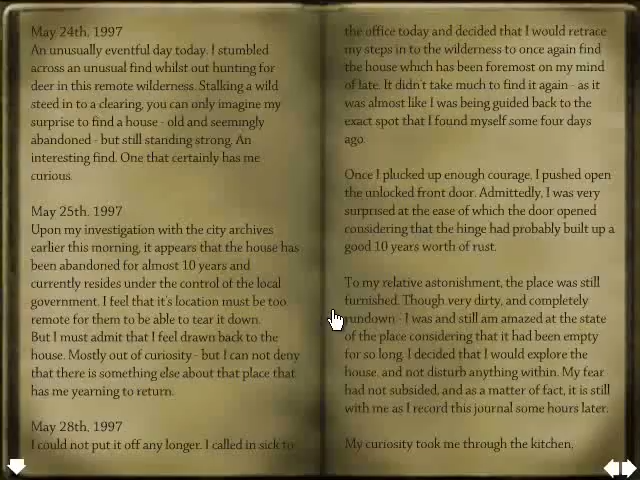 May 24th, 1997
An unusually eventful day today. I stumbled
across an unusual find whilst out hunting for
deer in this remote wilderness. Stalking a wild
steed in to a clearing, you can only imagine my
surprise to find a house - old and seemingly
abandoned - but still standing strong. An
interesting find. One that certainly has me
curious.
May 25th, 1997
Upon my investigation with the city archives
earlier this morning, it appears that the house has
been abandoned for almost 10 years and
currently resides under the control of the local
government. I feel that it's location must be too
remote for them to be able to tear it down.
But I must admit that I feel drawn back to the
house. Mostly out of curiosity - but I can not deny
that there is something else about that place that
has me yearning to return.
May 28th, 1997
I could not put it off any longer. I called in sick to
the office today and decided that I would retrace
my steps in to the wilderness to once again find
the house which has been foremost on my mind
of late. It didn't take much to find it again - as it
was almost like I was being guided back to the
exact spot that I found myself some four days
ago.
Once I plucked up enough courage, I pushed open
the unlocked front door. Admittedly, I was very
surprised at the ease of which the door opened
considering that the hinge had probably built up a
good 10 years worth of rust.
To my relative astonishment, the place was still
furnished. Though very dirty, and completely
rundown - I was and still am amazed at the state
of the place considering that it had been empty
for so long. I decided that I would explore the
house, and not disturb anything within. My fear
had not subsided, and as a matter of fact, it is still
with me as I record this journal some hours later.
My curiosity took me through the kitchen,